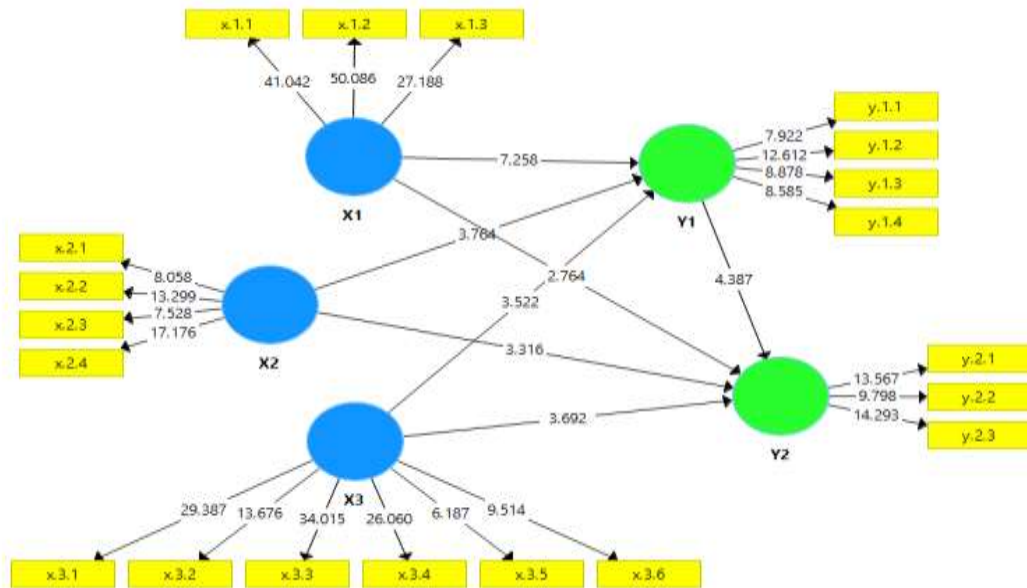 x.1.1 x.1.2 x.1.3
41.042 50.086 27.188
X1
7.258
y.1.1
y.1.2
y.1.3
y.1.4
7.922
12.612
8.878
8.585
Y1
x.2.1
x.2.2
x.2.3
x.2.4
8.058
13.299
7.528
17.176
X2
3.764
2.764
3.522
4.387
3.316
3.692
y.2.1
y.2.2
y.2.3
13.567
9.798
14.293
Y2
X3
29.387 13.676 34.015 26.060 6.187 9.514
x.3.1 x.3.2 x.3.3 x.3.4 x.3.5 x.3.6